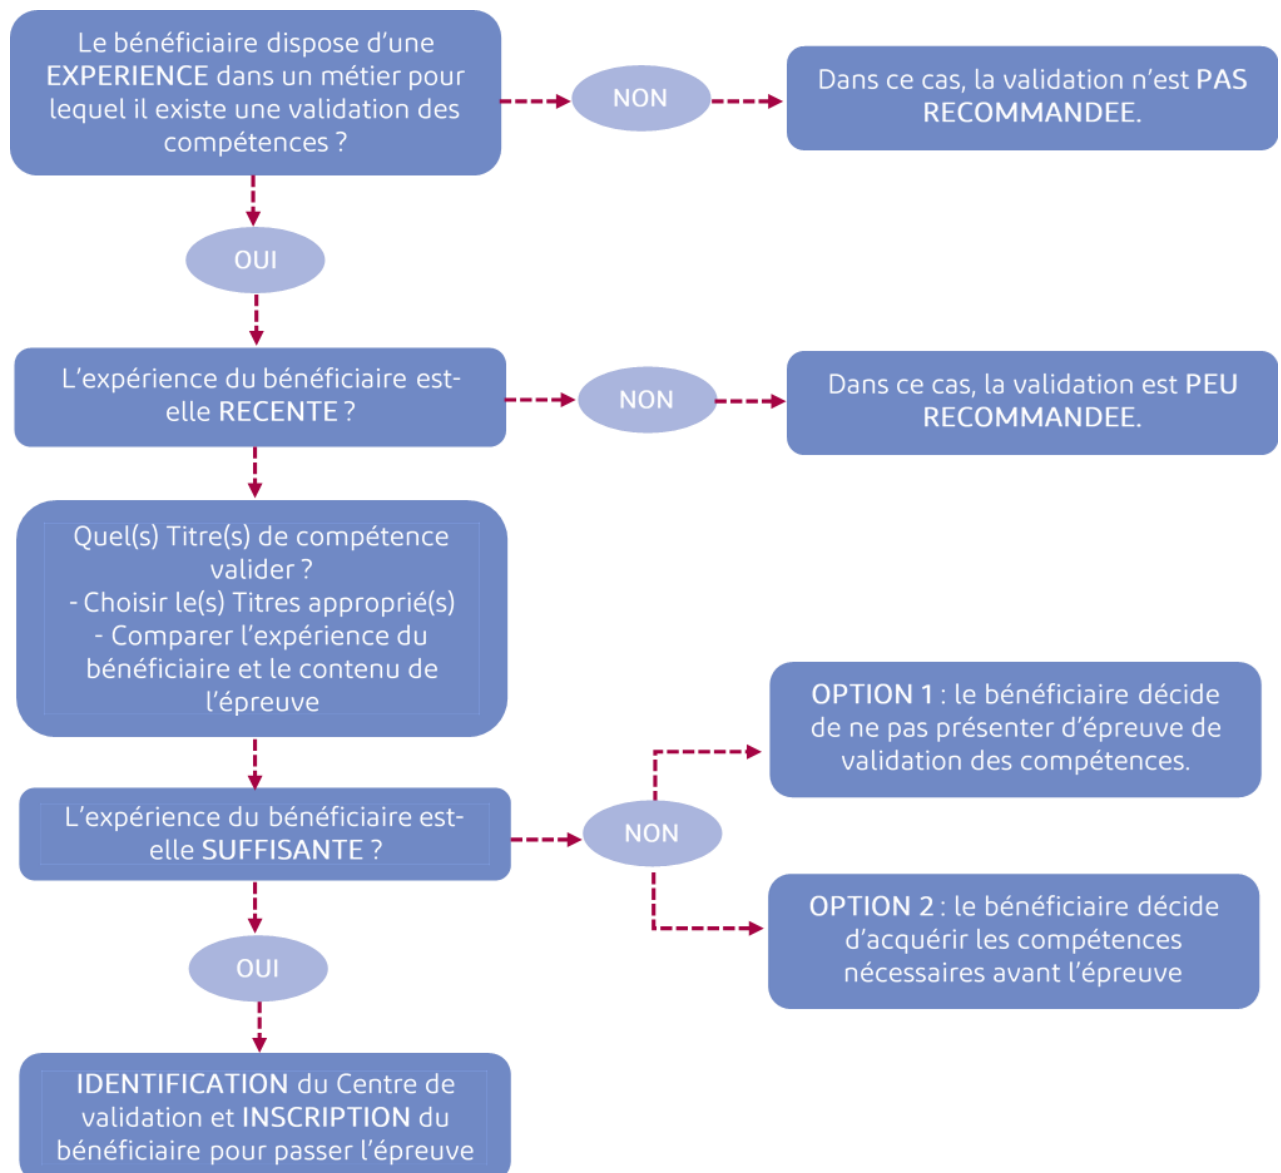 Le bénéficiaire dispose d’une
EXPERIENCE dans un métier pour
lequel il existe une validation des
compétences ?
NON
Dans ce cas, la validation n’est PAS
RECOMMANDEE.
OUI
L’expérience du bénéficiaire est-
elle RECENTE ?
NON
Dans ce cas, la validation est PEU
RECOMMANDEE.
Quel(s) Titre(s) de compétence
valider ?
- Choisir le(s) Titres approprié(s)
- Comparer l’expérience du
bénéficiaire et le contenu de
l’épreuve
L’expérience du bénéficiaire est-
elle SUFFISANTE ?
NON
OPTION 1 : le bénéficiaire décide
de ne pas présenter d’épreuve de
validation des compétences.
OPTION 2 : le bénéficiaire décide
d’acquérir les compétences
nécessaires avant l’épreuve
OUI
IDENTIFICATION du Centre de
validation et INSCRIPTION du
bénéficiaire pour passer l’épreuve